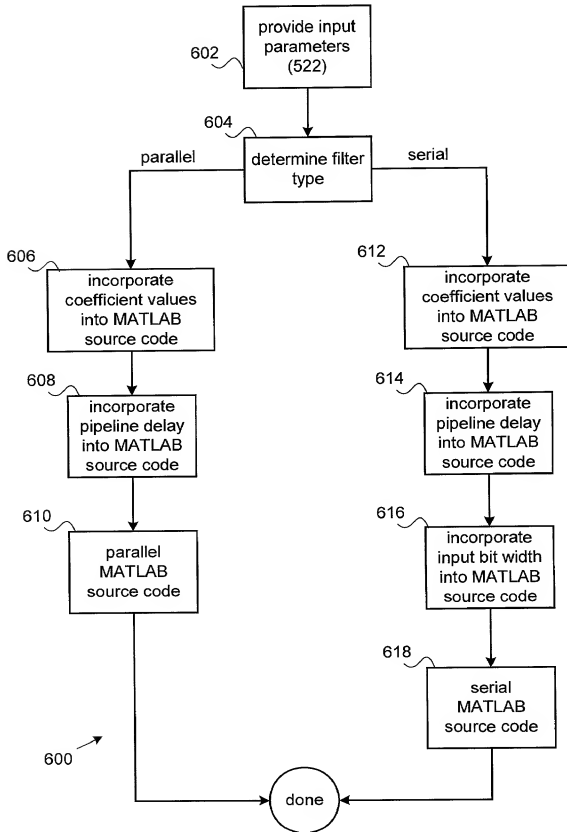 provide input
parameters
(522)
602
604
parallel
serial
determine filter
type
606
incorporate
coefficient values
into MATLAB
source code
608
incorporate
pipeline delay
into MATLAB
source code
610
parallel
MATLAB
source code
612
incorporate
coefficient values
into MATLAB
source code
614
incorporate
pipeline delay
into MATLAB
source code
616
incorporate
input bit width
into MATLAB
source code
618
serial
MATLAB
source code
600
done